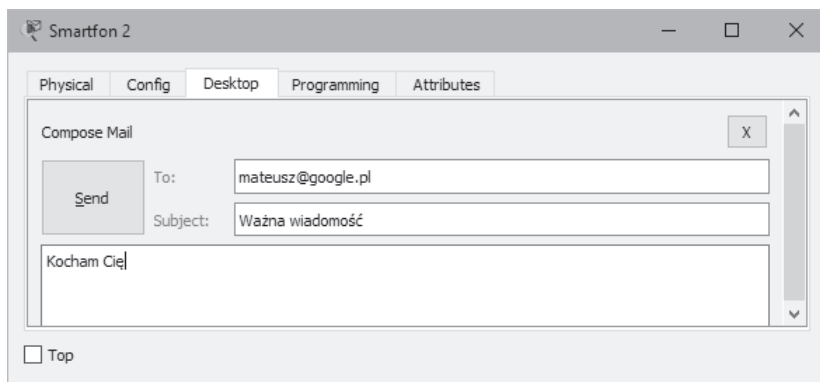 Smartfon 2
Physical Config Desktop Programming Attributes
Compose Mail X
Send
To: mateusz@google.pl
Subject: Ważna wiadomość
Kocham Cię
Top